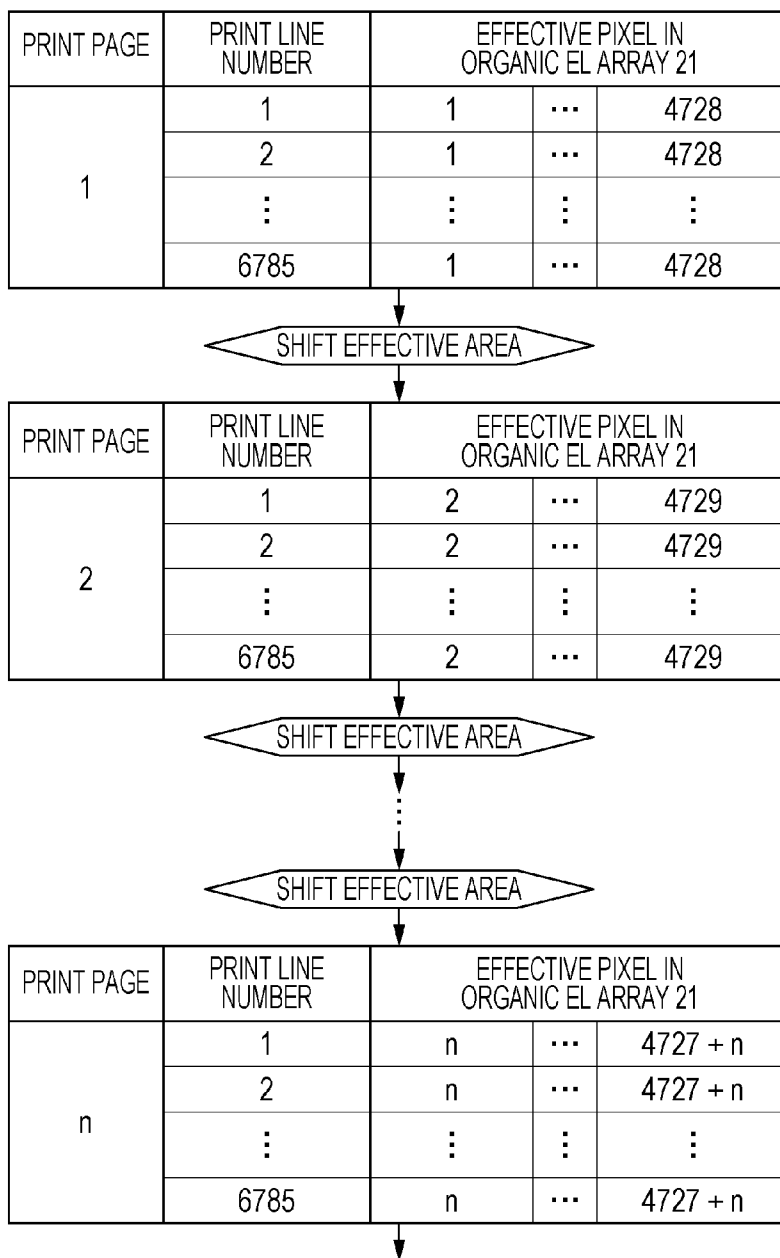 PRINT PAGE PRINT LINE NUMBER EFFECTIVE PIXEL IN ORGANIC EL ARRAY 21
1
1 1 ... 4728
2 1 ... 4728
⋮ ⋮ ⋮ ⋮
6785 1 ... 4728
SHIFT EFFECTIVE AREA
PRINT PAGE PRINT LINE NUMBER EFFECTIVE PIXEL IN ORGANIC EL ARRAY 21
2
1 2 ... 4729
2 2 ... 4729
⋮ ⋮ ⋮ ⋮
6785 2 ... 4729
SHIFT EFFECTIVE AREA
⋮
SHIFT EFFECTIVE AREA
PRINT PAGE PRINT LINE NUMBER EFFECTIVE PIXEL IN ORGANIC EL ARRAY 21
n
1 n ... 4727 + n
2 n ... 4727 + n
⋮ ⋮ ⋮ ⋮
6785 n ... 4727 + n